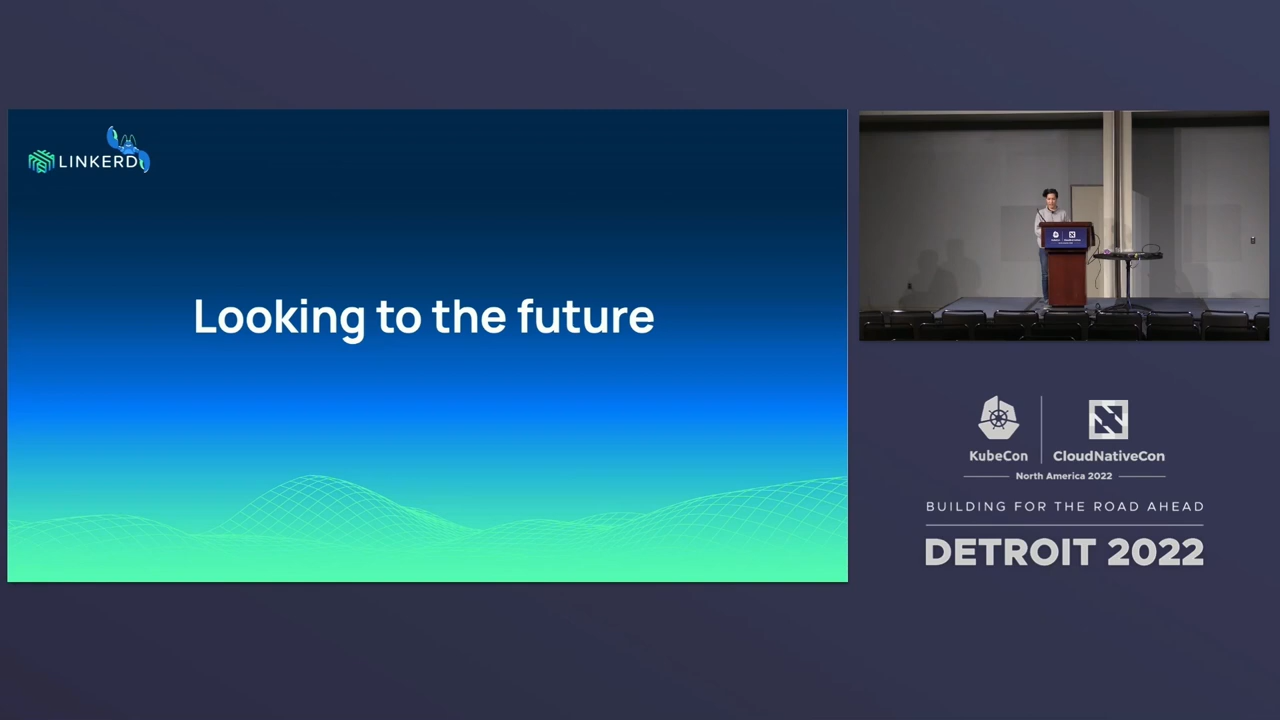 LINKERD
Looking to the future
KubeCon
CloudNativeCon
North America 2022
BUILDING FOR THE ROAD AHEAD
DETROIT 2022